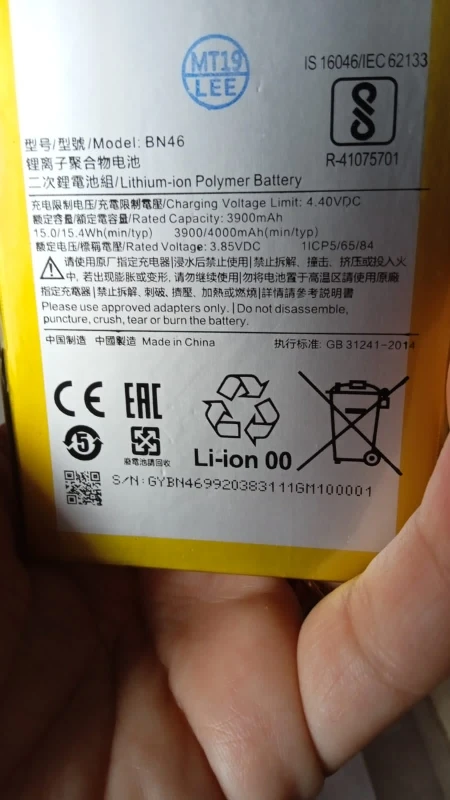 MT19
LEE
IS 16046/IEC 62133
R-41075701
型号/型號/Model: BN46
锂离子聚合物电池
二次鋰電池組/Lithium-ion Polymer Battery
充电限制电压/充電限制電壓/Charging Voltage Limit: 4.40VDC
额定容量/額定電容量/Rated Capacity: 3900mAh
15.0/15.4Wh(min/typ) 3900/4000mAh(min/typ)
额定电压/標稱電壓/Rated Voltage: 3.85VDC 1ICP5/65/84
请使用原厂指定充电器|浸水后禁止使用|禁止拆解、撞击、挤压或投入火
中, 若出现膨胀或变形, 请勿继续使用|勿将电池置于高温区請使用原廠
指定充電器|禁止拆解、刺破、擠壓、加熱或燃燒|詳情請參考説明書
Please use approved adapters only. | Do not disassemble,
puncture, crush, tear or burn the battery.
中国制造 中國製造 Made in China 执行标准: GB 31241-2014
CE EAC
5
廢電池請回收
Li-ion 00
S/N:GYBN469920383111GM100001